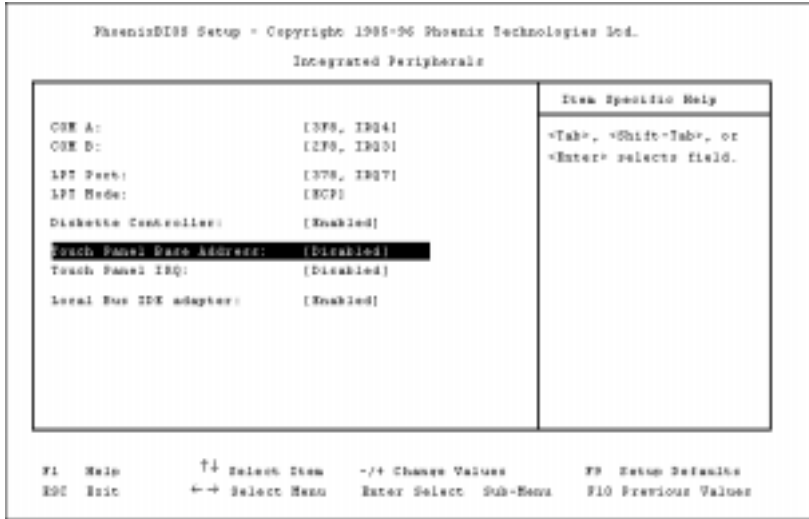 PhoenixBIOS Setup - Copyright 1985-96 Phoenix Technologies Ltd.
Integrated Peripherals
Item Specific Help
COM A: [3F8, IRQ4]
COM B: [2F8, IRQ3]
<Tab>, <Shift-Tab>, or
<Enter> selects field.
LPT Port: [378, IRQ7]
LPT Mode: [ECP]
Diskette Controller: [Enabled]
Touch Panel Base Address: [Disabled]
Touch Panel IRQ: [Disabled]
Local Bus IDE adapter: [Enabled]
F1 Help ↑↓ Select Item -/+ Change Values F9 Setup Defaults
ESC Exit ←→ Select Menu Enter Select Sub-Menu F10 Previous Values